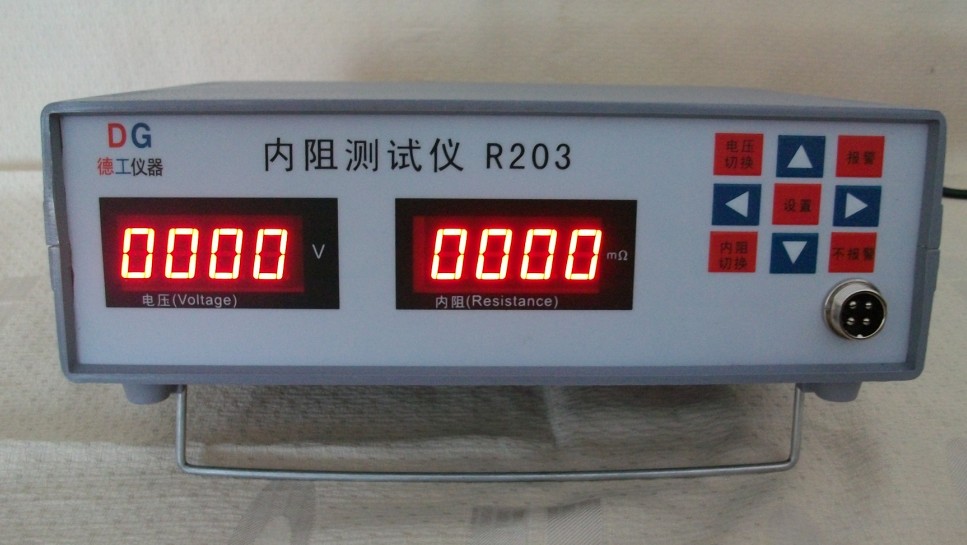 DG
德工仪器
内阻测试仪 R203
0000 V
电压(Voltage)
0000 mΩ
内阻(Resistance)
电压
切换
报警
设置
内阻
切换
不报警